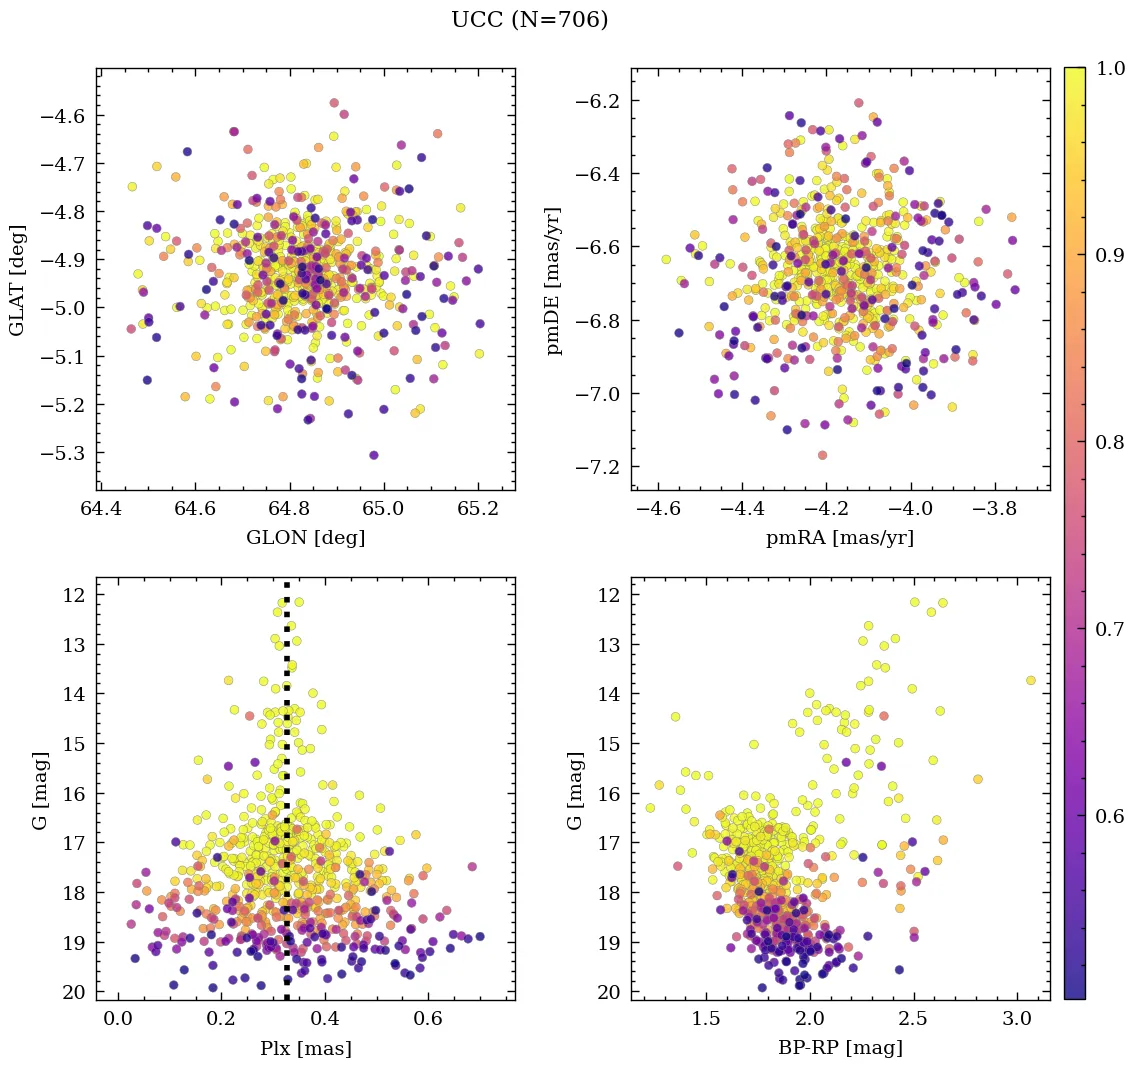 UCC (N=706)
−4.6
−4.7
−4.8
−4.9
−5.0
−5.1
−5.2
−5.3
GLAT [deg]
64.4 64.6 64.8 65.0 65.2
GLON [deg]
−6.2
−6.4
−6.6
−6.8
−7.0
−7.2
pmDE [mas/yr]
−4.6 −4.4 −4.2 −4.0 −3.8
pmRA [mas/yr]
12
13
14
15
16
17
18
19
20
G [mag]
0.0 0.2 0.4 0.6
Plx [mas]
12
13
14
15
16
17
18
19
20
G [mag]
1.5 2.0 2.5 3.0
BP-RP [mag]
1.0
0.9
0.8
0.7
0.6